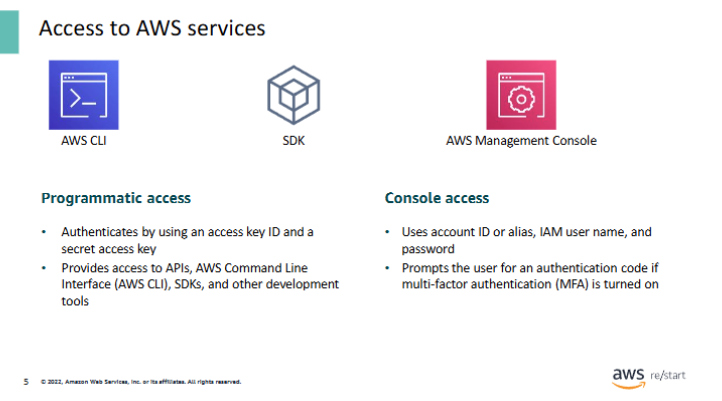 Access to AWS services
AWS CLI
SDK
AWS Management Console
Programmatic access
• Authenticates by using an access key ID and a
secret access key
• Provides access to APIs, AWS Command Line
Interface (AWS CLI), SDKs, and other development
tools
Console access
• Uses account ID or alias, IAM user name, and
password
• Prompts the user for an authentication code if
multi-factor authentication (MFA) is turned on
5 © 2022, Amazon Web Services, Inc. or its affiliates. All rights reserved.
aws re/start